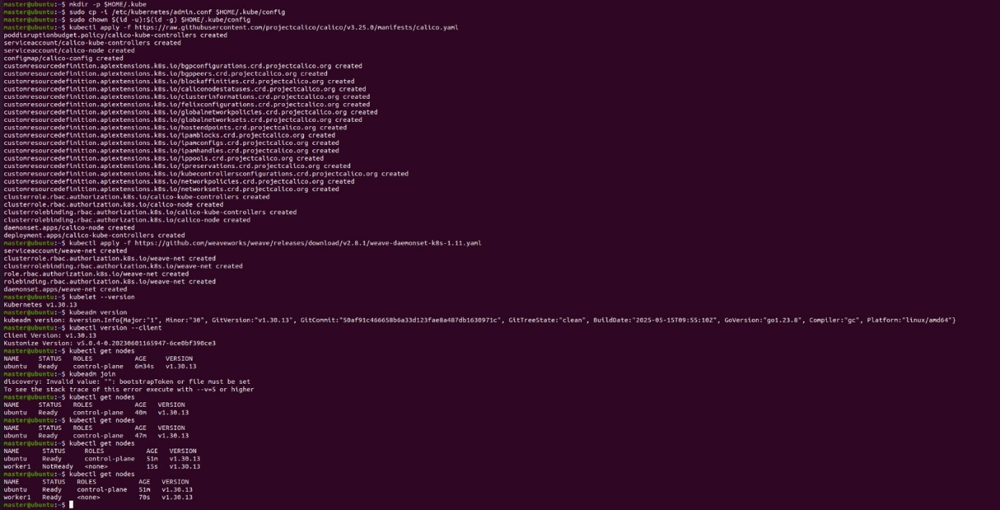 master@ubuntu:~$ mkdir -p $HOME/.kube
master@ubuntu:~$ sudo cp -i /etc/kubernetes/admin.conf $HOME/.kube/config
master@ubuntu:~$ sudo chown $(id -u):$(id -g) $HOME/.kube/config
master@ubuntu:~$ kubectl apply -f https://raw.githubusercontent.com/projectcalico/calico/v3.25.0/manifests/calico.yaml
poddisruptionbudget.policy/calico-kube-controllers created
serviceaccount/calico-kube-controllers created
serviceaccount/calico-node created
configmap/calico-config created
customresourcedefinition.apiextensions.k8s.io/bgpconfigurations.crd.projectcalico.org created
customresourcedefinition.apiextensions.k8s.io/bgppeers.crd.projectcalico.org created
customresourcedefinition.apiextensions.k8s.io/blockaffinities.crd.projectcalico.org created
customresourcedefinition.apiextensions.k8s.io/caliconodestatuses.crd.projectcalico.org created
customresourcedefinition.apiextensions.k8s.io/clusterinformations.crd.projectcalico.org created
customresourcedefinition.apiextensions.k8s.io/felixconfigurations.crd.projectcalico.org created
customresourcedefinition.apiextensions.k8s.io/globalnetworkpolicies.crd.projectcalico.org created
customresourcedefinition.apiextensions.k8s.io/globalnetworksets.crd.projectcalico.org created
customresourcedefinition.apiextensions.k8s.io/hostendpoints.crd.projectcalico.org created
customresourcedefinition.apiextensions.k8s.io/ipamblocks.crd.projectcalico.org created
customresourcedefinition.apiextensions.k8s.io/ipamconfigs.crd.projectcalico.org created
customresourcedefinition.apiextensions.k8s.io/ipamhandles.crd.projectcalico.org created
customresourcedefinition.apiextensions.k8s.io/ippools.crd.projectcalico.org created
customresourcedefinition.apiextensions.k8s.io/ipreservations.crd.projectcalico.org created
customresourcedefinition.apiextensions.k8s.io/kubecontrollersconfigurations.crd.projectcalico.org created
customresourcedefinition.apiextensions.k8s.io/networkpolicies.crd.projectcalico.org created
customresourcedefinition.apiextensions.k8s.io/networksets.crd.projectcalico.org created
clusterrole.rbac.authorization.k8s.io/calico-kube-controllers created
clusterrole.rbac.authorization.k8s.io/calico-node created
clusterrolebinding.rbac.authorization.k8s.io/calico-kube-controllers created
clusterrolebinding.rbac.authorization.k8s.io/calico-node created
daemonset.apps/calico-node created
deployment.apps/calico-kube-controllers created
master@ubuntu:~$ kubectl apply -f https://github.com/weaveworks/weave/releases/download/v2.8.1/weave-daemonset-k8s-1.11.yaml
serviceaccount/weave-net created
clusterrole.rbac.authorization.k8s.io/weave-net created
clusterrolebinding.rbac.authorization.k8s.io/weave-net created
role.rbac.authorization.k8s.io/weave-net created
rolebinding.rbac.authorization.k8s.io/weave-net created
daemonset.apps/weave-net created
master@ubuntu:~$ kubelet --version
Kubernetes v1.30.13
master@ubuntu:~$ kubeadm version
kubeadm version: &version.Info{Major:"1", Minor:"30", GitVersion:"v1.30.13", GitCommit:"50af91c466658b6a33d123fae8a487db1630971c", GitTreeState:"clean", BuildDate:"2025-05-15T09:55:10Z", GoVersion:"go1.23.8", Compiler:"gc", Platform:"linux/amd64"}
master@ubuntu:~$ kubectl version --client
Client Version: v1.30.13
Kustomize Version: v5.0.4-0.20230601165947-6ce0bf390ce3
master@ubuntu:~$ kubectl get nodes
NAME STATUS ROLES AGE VERSION
ubuntu Ready control-plane 6m34s v1.30.13
master@ubuntu:~$ kubeadm join
discovery: Invalid value: "": bootstrapToken or file must be set
To see the stack trace of this error execute with --v=5 or higher
master@ubuntu:~$ kubectl get nodes
NAME STATUS ROLES AGE VERSION
ubuntu Ready control-plane 40m v1.30.13
master@ubuntu:~$ kubectl get nodes
NAME STATUS ROLES AGE VERSION
ubuntu Ready control-plane 47m v1.30.13
master@ubuntu:~$ kubectl get nodes
NAME STATUS ROLES AGE VERSION
ubuntu Ready control-plane 51m v1.30.13
worker1 NotReady <none> 15s v1.30.13
master@ubuntu:~$ kubectl get nodes
NAME STATUS ROLES AGE VERSION
ubuntu Ready control-plane 51m v1.30.13
worker1 Ready <none> 70s v1.30.13
master@ubuntu:~$